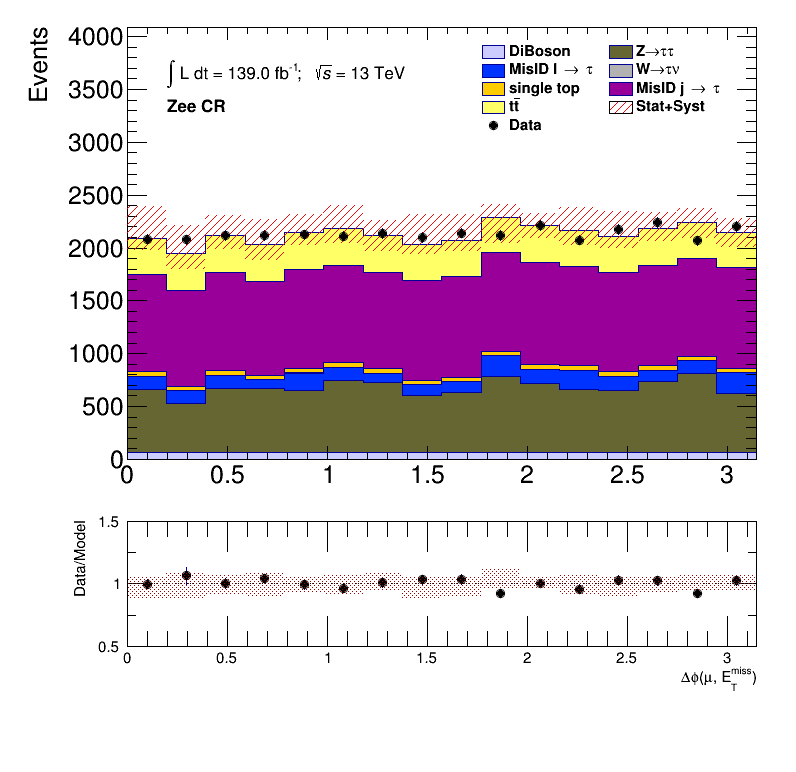 Events
4000
3500
3000
2500
2000
1500
1000
500
0
∫ L dt = 139.0 fb⁻¹; √s = 13 TeV
Zee CR
DiBoson
MisID l → τ
single top
tt̄
Data
Z→ττ
W→τν
MisID j → τ
Stat+Syst
0 0.5 1 1.5 2 2.5 3
Data/Model
1.5
1
0.5
0 0.5 1 1.5 2 2.5 3
Δϕ(μ, E_T^miss)